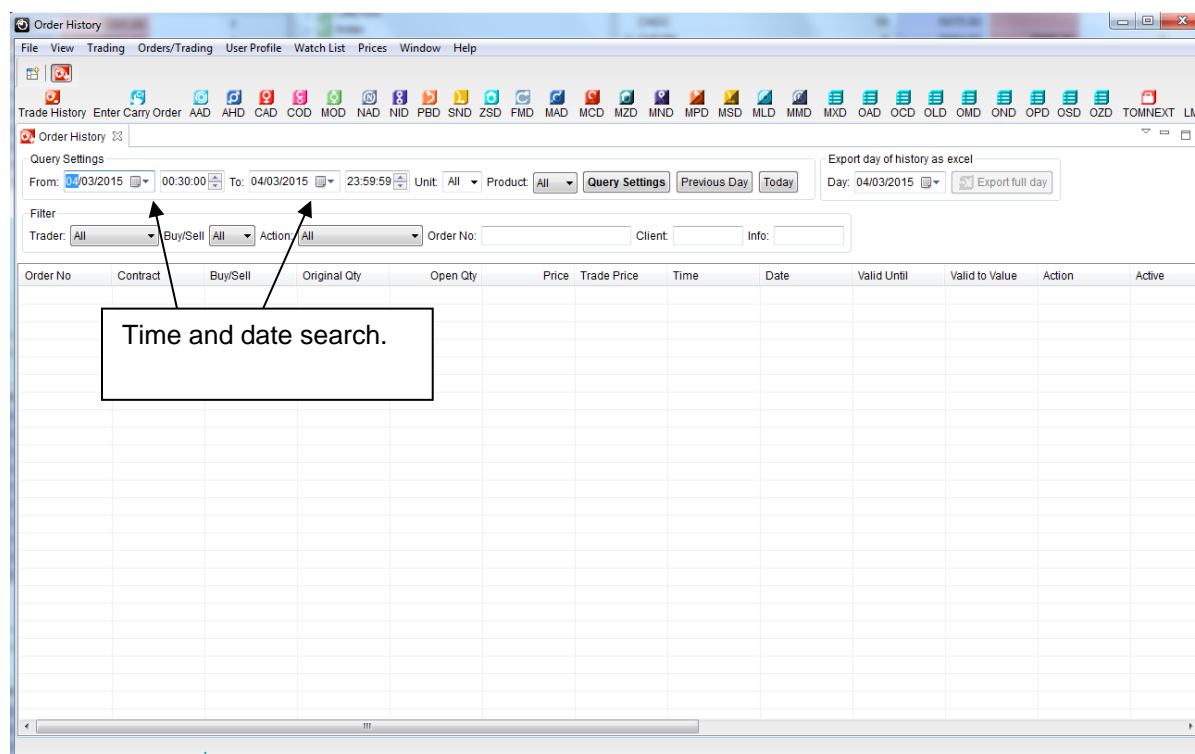 Order History
File View Trading Orders/Trading User Profile Watch List Prices Window Help
Trade History Enter Carry Order AAD AHD CAD COD MOD NAD NID PBD SND ZSD FMD MAD MCD MZD MND MPD MSD MLD MMD MXD OAD OCD OLD OMD OND OPD OSD OZD TOMNEXT LM
Order History
Query Settings Export day of history as excel
From: 04/03/2015 00:30:00 To: 04/03/2015 23:59:59 Unit: All Product: All Query Settings Previous Day Today Day: 04/03/2015 Export full day
Filter
Trader: All Buy/Sell All Action: All Order No: Client: Info:
Order No Contract Buy/Sell Original Qty Open Qty Price Trade Price Time Date Valid Until Valid to Value Action Active
Time and date search.